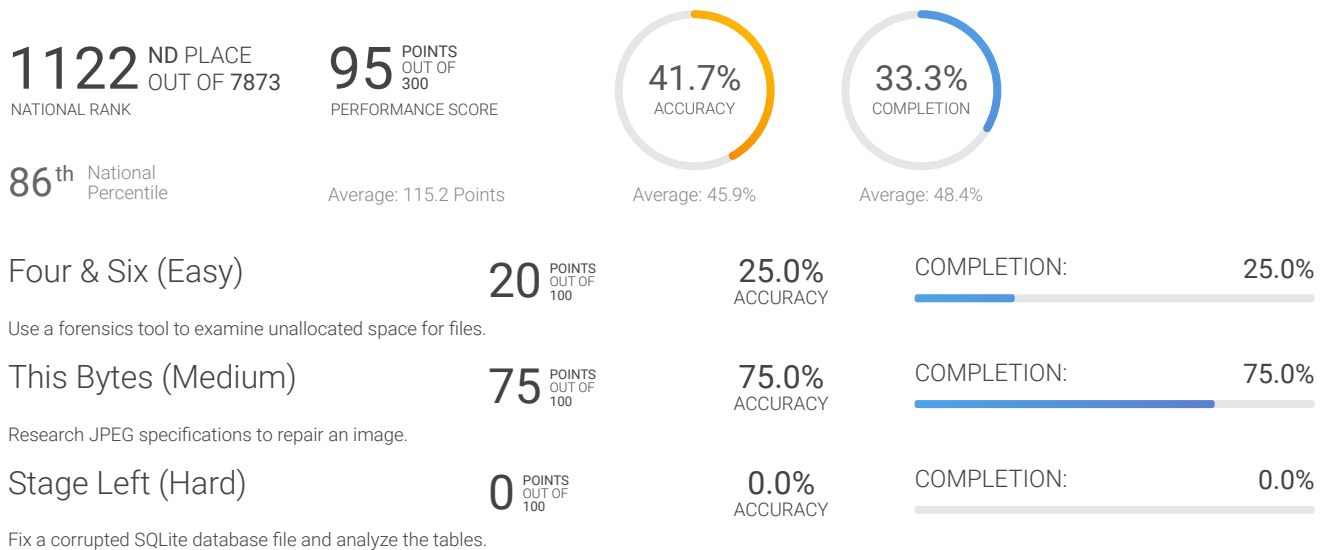 1122 ND PLACE
OUT OF 7873
NATIONAL RANK
95 POINTS
OUT OF
300
PERFORMANCE SCORE
41.7%
ACCURACY
33.3%
COMPLETION
86th National
Percentile
Average: 115.2 Points
Average: 45.9%
Average: 48.4%
Four & Six (Easy)
20 POINTS
OUT OF
100
25.0%
ACCURACY
COMPLETION: 25.0%
Use a forensics tool to examine unallocated space for files.
This Bytes (Medium)
75 POINTS
OUT OF
100
75.0%
ACCURACY
COMPLETION: 75.0%
Research JPEG specifications to repair an image.
Stage Left (Hard)
0 POINTS
OUT OF
100
0.0%
ACCURACY
COMPLETION: 0.0%
Fix a corrupted SQLite database file and analyze the tables.